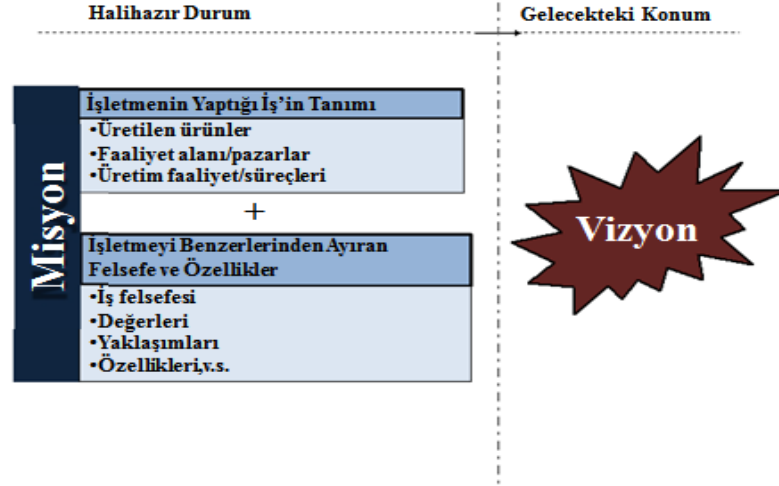 Halihazır Durum
Gelecekteki Konum
Misyon
İşletmenin Yaptığı İş'in Tanımı
•Üretilen ürünler
•Faaliyet alanı/pazarlar
•Üretim faaliyet/süreçleri
+
İşletmeyi Benzerlerinden Ayıran
Felsefe ve Özellikler
•İş felsefesi
•Değerleri
•Yaklaşımları
•Özellikleri,v.s.
Vizyon